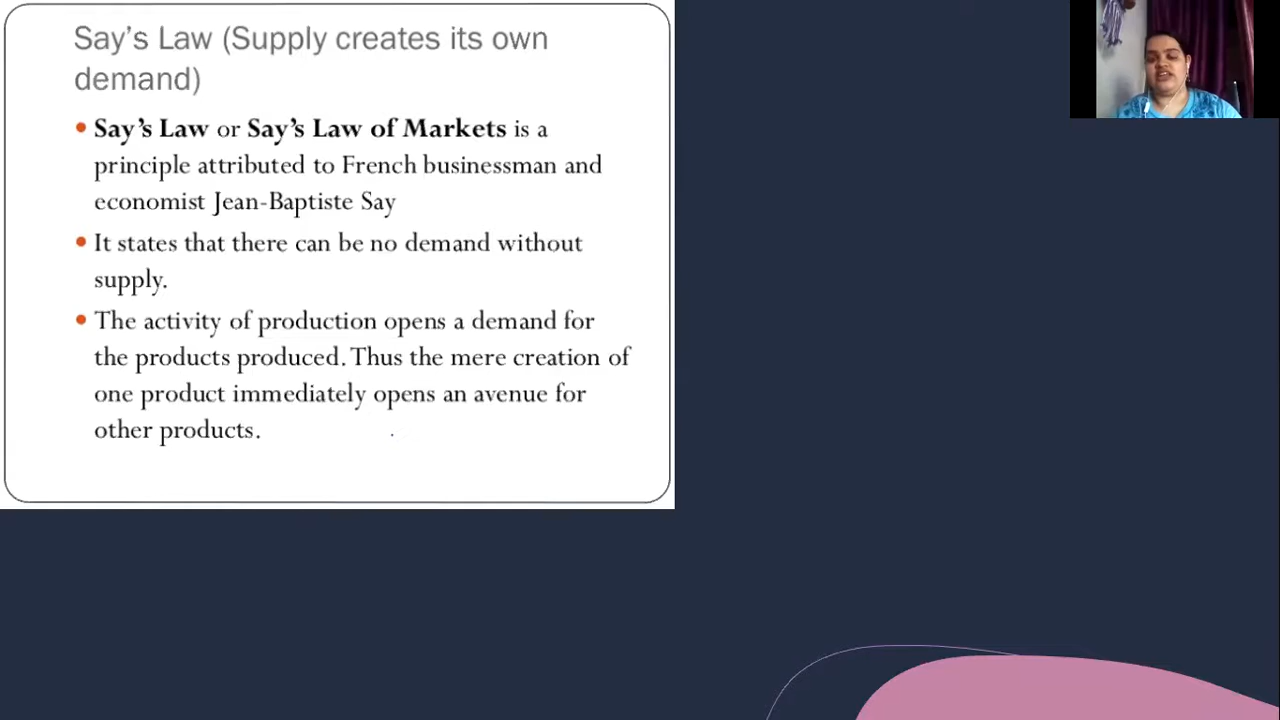 Say’s Law (Supply creates its own
demand)
• Say’s Law or Say’s Law of Markets is a
principle attributed to French businessman and
economist Jean-Baptiste Say
• It states that there can be no demand without
supply.
• The activity of production opens a demand for
the products produced. Thus the mere creation of
one product immediately opens an avenue for
other products.